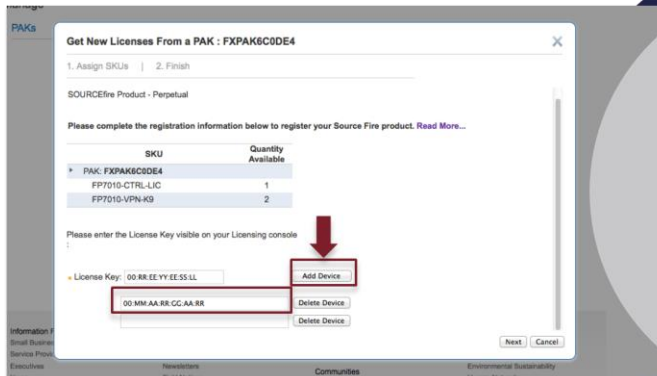 PAKs
Get New Licenses From a PAK : FXPAK6C0DE4
1. Assign SKUs | 2. Finish
SOURCEfire Product - Perpetual
Please complete the registration information below to register your Source Fire product. Read More...
SKU Quantity Available
PAK: FXPAK6C0DE4
FP7010-CTRL-LIC 1
FP7010-VPN-K9 2
Please enter the License Key visible on your Licensing console
:
License Key: 00:RR:EE:YY:EE:SS:LL Add Device
00:MM:AA:RR:GG:AA:RR Delete Device
Delete Device
Next Cancel
Information
Small Busine
Service Provi
Executives Newsletters Communities Environmental Sustainability